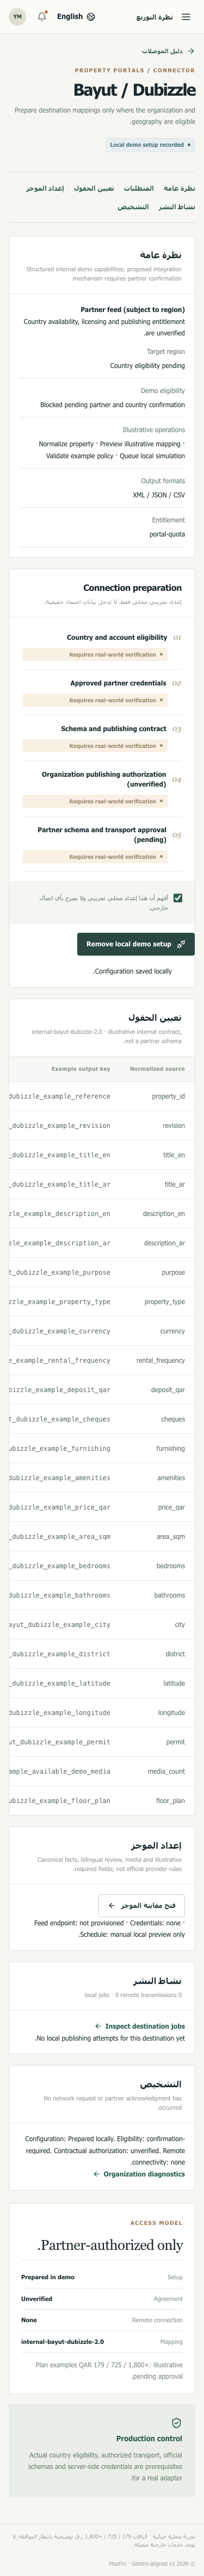 نظرة التوزيع
English
YM
دليل الموصلات
PROPERTY PORTALS / CONNECTOR
Bayut / Dubizzle
Prepare destination mappings only where the organization and
geography are eligible.
Local demo setup recorded
نظرة عامة
المتطلبات
تعيين الحقول
إعداد الموجز
نشاط النشر
التشخيص
نظرة عامة
Structured internal demo capabilities; proposed integration
mechanism requires partner confirmation.
Partner feed (subject to region)
Country availability, licensing and publishing entitlement
are unverified.
Target region
Country eligibility pending
Demo eligibility
Blocked pending partner and country confirmation
Illustrative operations
Normalize property · Preview illustrative mapping ·
Validate example policy · Queue local simulation
Output formats
XML / JSON / CSV
Entitlement
portal-quota
Connection preparation
إعداد تجريبي محلي فقط. لا تدخل بيانات اعتماد حقيقية.
01
Country and account eligibility
Requires real-world verification
02
Approved partner credentials
Requires real-world verification
03
Schema and publishing contract
Requires real-world verification
04
Organization publishing authorization
(unverified)
Requires real-world verification
05
Partner schema and transport approval
(pending)
Requires real-world verification
أفهم أن هذا إعداد محلي تجريبي ولا يصرح بأي اتصال
خارجي.
Remove local demo setup
Configuration saved locally.
تعيين الحقول
internal-bayut-dubizzle-2.0 · illustrative internal contract,
not a partner schema.
Normalized source
Example output key
property_id
dubizzle_example_reference
revision
_dubizzle_example_revision
title_en
_dubizzle_example_title_en
title_ar
_dubizzle_example_title_ar
description_en
zzle_example_description_en
description_ar
zzle_example_description_ar
purpose
t_dubizzle_example_purpose
property_type
zzle_example_property_type
currency
_dubizzle_example_currency
rental_frequency
e_example_rental_frequency
deposit_qar
bizzle_example_deposit_qar
cheques
t_dubizzle_example_cheques
furnishing
ubizzle_example_furnishing
amenities
_dubizzle_example_amenities
price_qar
dubizzle_example_price_qar
area_sqm
_dubizzle_example_area_sqm
bedrooms
_dubizzle_example_bedrooms
bathrooms
dubizzle_example_bathrooms
city
ayut_dubizzle_example_city
district
_dubizzle_example_district
latitude
_dubizzle_example_latitude
longitude
dubizzle_example_longitude
permit
ut_dubizzle_example_permit
media_count
ample_available_demo_media
floor_plan
ubizzle_example_floor_plan
إعداد الموجز
Canonical facts, bilingual review, media and illustrative
required fields; not official provider rules.
فتح معاينة الموجز
Feed endpoint: not provisioned · Credentials: none ·
Schedule: manual local preview only.
نشاط النشر
local jobs · 0 remote transmissions 0
Inspect destination jobs
No local publishing attempts for this destination yet.
التشخيص
No network request or partner acknowledgment has
occurred.
Configuration: Prepared locally. Eligibility: confirmation-
required. Contractual authorization: unverified. Remote
connectivity: none.
Organization diagnostics
ACCESS MODEL
Partner-authorized only.
Setup
Prepared in demo
Agreement
Unverified
Remote connection
None
Mapping
internal-bayut-dubizzle-2.0
Plan examples QAR 179 / 725 / 1,800+: illustrative
pending approval.
Production control
Actual country eligibility, authorized transport, official
schemas and server-side credentials are prerequisites
for a real adapter.
MaxPro · Gemini-aligned v3 2026 ©